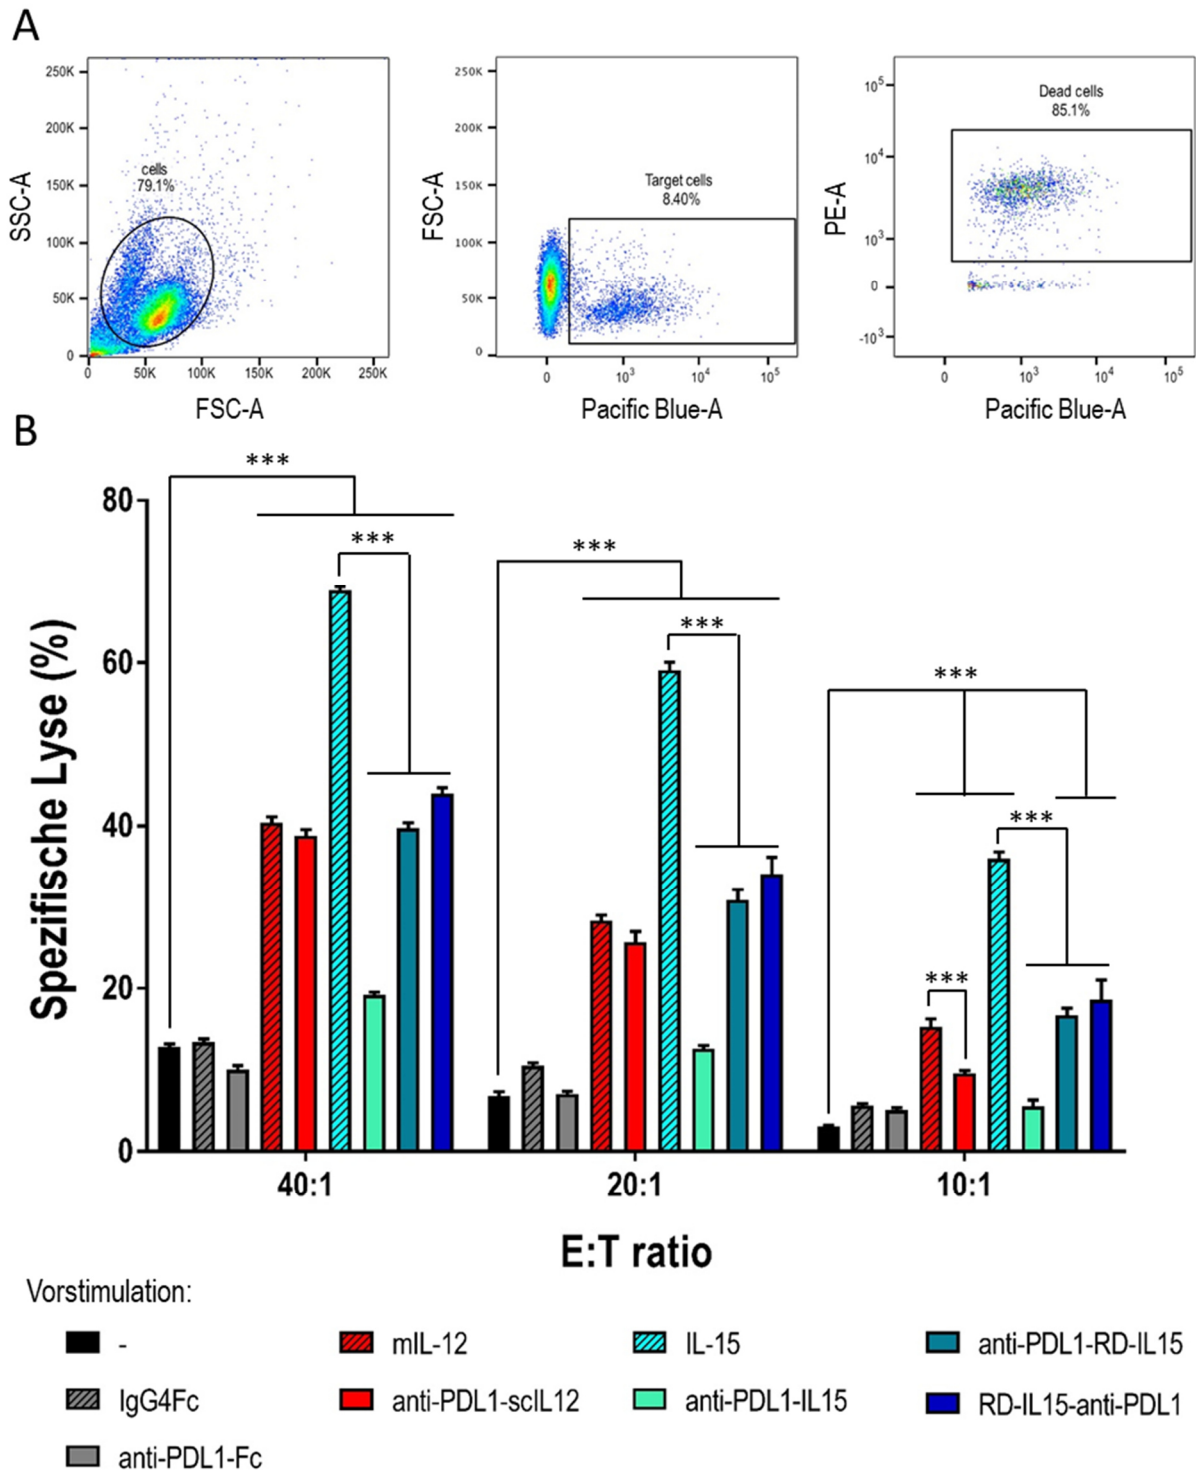 A
250K
200K
150K
100K
50K
0
SSC-A
cells
79.1%
0 50K 100K 150K 200K 250K
FSC-A
250K
200K
150K
100K
50K
0
FSC-A
Target cells
8.40%
0 10³ 10⁴ 10⁵
Pacific Blue-A
10⁵
10⁴
10³
0
-10³
PE-A
Dead cells
85.1%
0 10³ 10⁴ 10⁵
Pacific Blue-A
B
80
60
40
20
0
Spezifische Lyse (%)
***
***
***
***
***
***
***
40:1 20:1 10:1
E:T ratio
Vorstimulation:
- mIL-12 IL-15 anti-PDL1-RD-IL15
IgG4Fc anti-PDL1-scIL12 anti-PDL1-IL15 RD-IL15-anti-PDL1
anti-PDL1-Fc